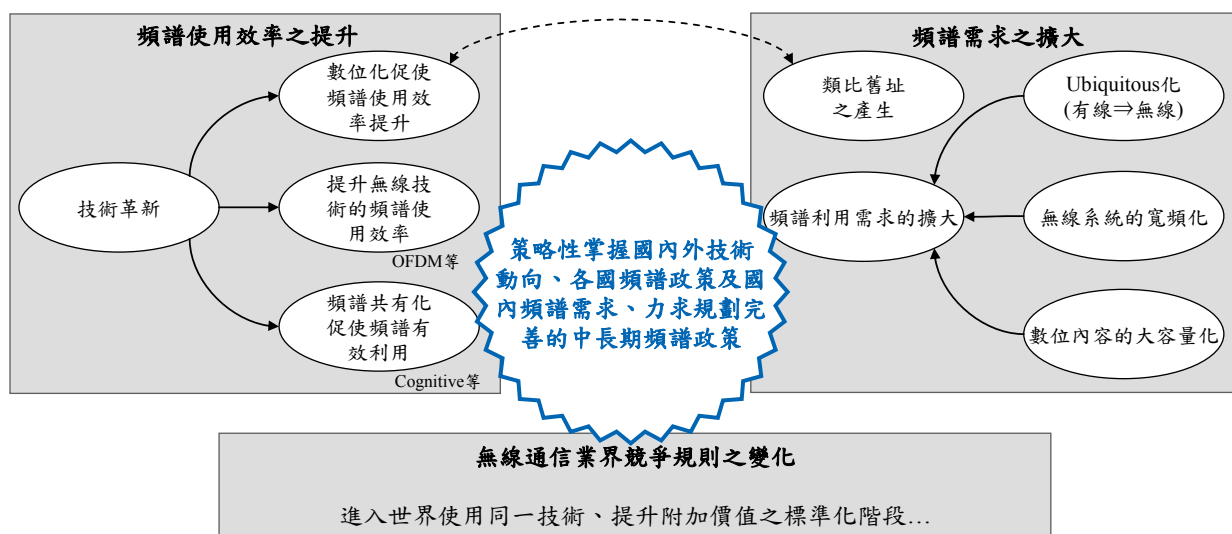 頻譜使用效率之提升
數位化促使
頻譜使用效
率提升
技術革新
提升無線技
術的頻譜使
用效率
OFDM等
頻譜共有化
促使頻譜有
效利用
Cognitive等
策略性掌握國內外技術
動向、各國頻譜政策及國
內頻譜需求、力求規劃完
善的中長期頻譜政策
頻譜需求之擴大
類比舊址
之產生
Ubiquitous化
(有線⇒無線)
頻譜利用需求的擴大
無線系統的寬頻化
數位內容的大容量化
無線通信業界競爭規則之變化
進入世界使用同一技術、提升附加價值之標準化階段…